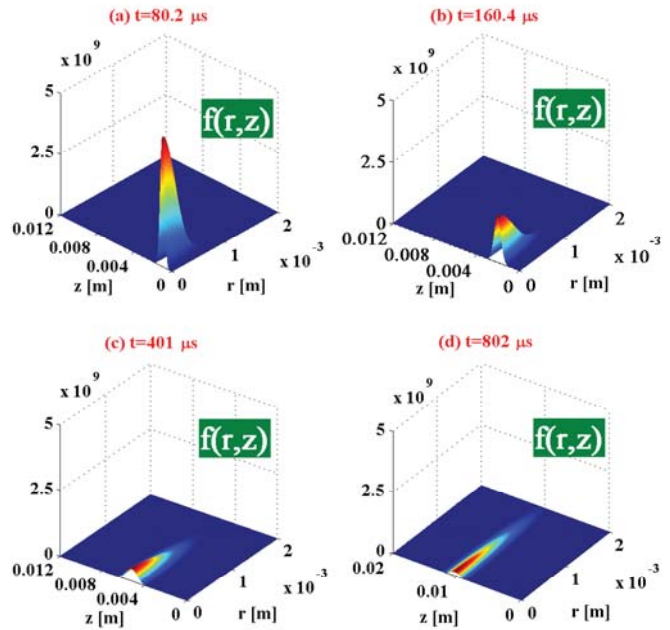 (a) t=80.2 μs
x 10^9
5
2.5
0
0.012
0.008
0.004
0
z [m]
0
1
2
x 10^-3
r [m]
f(r,z)
(b) t=160.4 μs
x 10^9
5
2.5
0
0.012
0.008
0.004
0
z [m]
0
1
2
x 10^-3
r [m]
f(r,z)
(c) t=401 μs
x 10^9
5
2.5
0
0.012
0.008
0.004
0
z [m]
0
1
2
x 10^-3
r [m]
f(r,z)
(d) t=802 μs
x 10^9
5
2.5
0
0.02
0.01
0
z [m]
0
1
2
x 10^-3
r [m]
f(r,z)